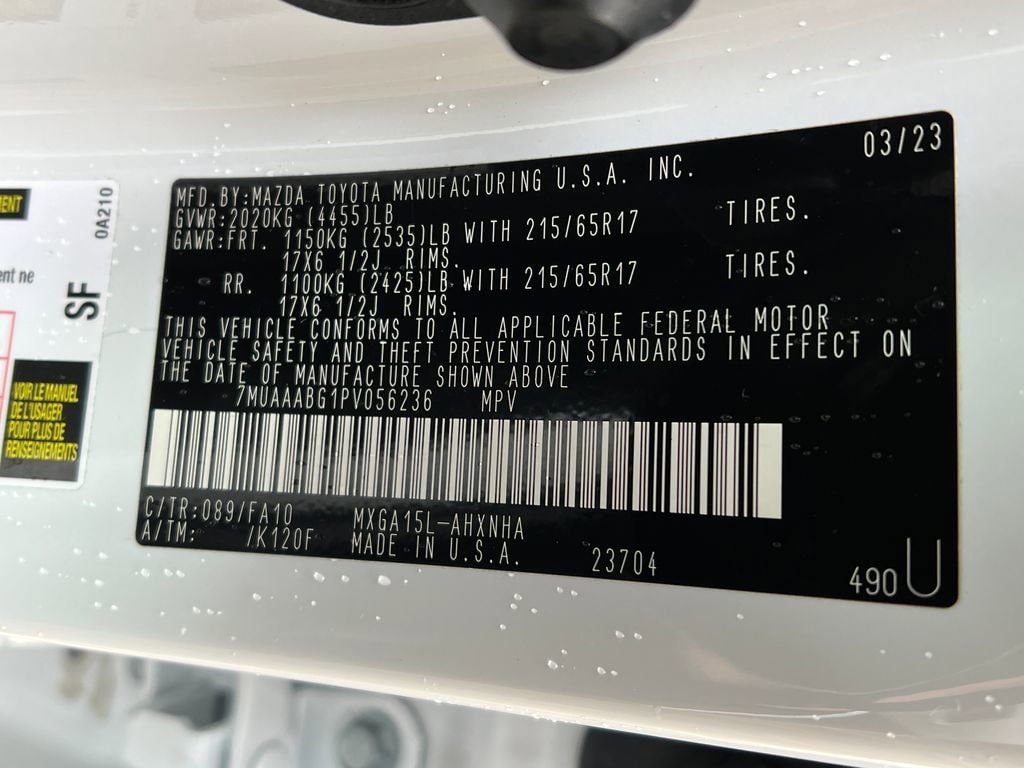 03/23
MFD. BY:MAZDA TOYOTA MANUFACTURING U.S.A. INC.
GVWR:2020KG (4455)LB
GAWR:FRT. 1150KG (2535)LB WITH 215/65R17 TIRES.
17X6 1/2J RIMS.
RR. 1100KG (2425)LB WITH 215/65R17 TIRES.
17X6 1/2J RIMS.
THIS VEHICLE CONFORMS TO ALL APPLICABLE FEDERAL MOTOR
VEHICLE SAFETY AND THEFT PREVENTION STANDARDS IN EFFECT ON
THE DATE OF MANUFACTURE SHOWN ABOVE
7MUAAABG1PV056236 MPV
C/TR:089/FA10 MXGA15L-AHXNHA
A/TM: /K120F MADE IN U.S.A. 23704
490 U
0A210
ent ne
SF
VOIR LE MANUEL
DE L'USAGER
POUR PLUS DE
RENSEIGNEMENTS